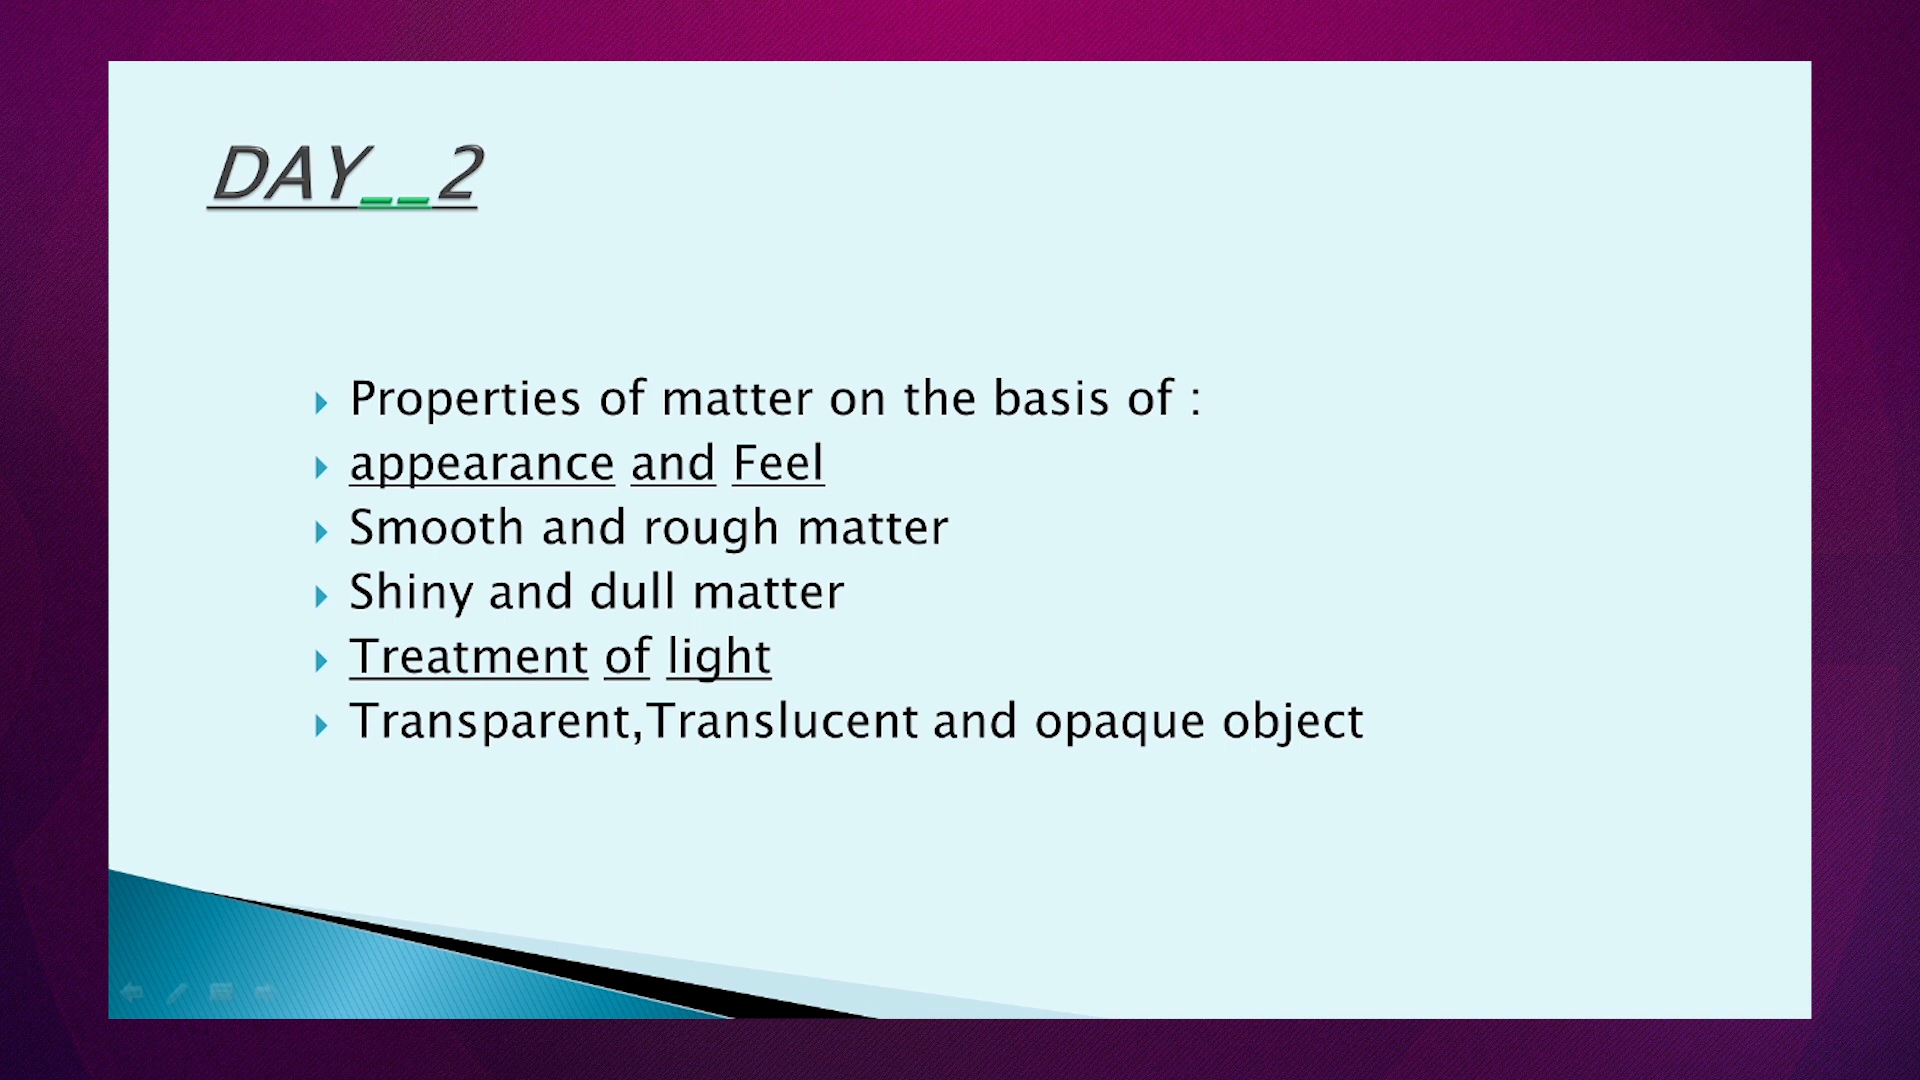 DAY__2
Properties of matter on the basis of :
appearance and Feel
Smooth and rough matter
Shiny and dull matter
Treatment of light
Transparent,Translucent and opaque object